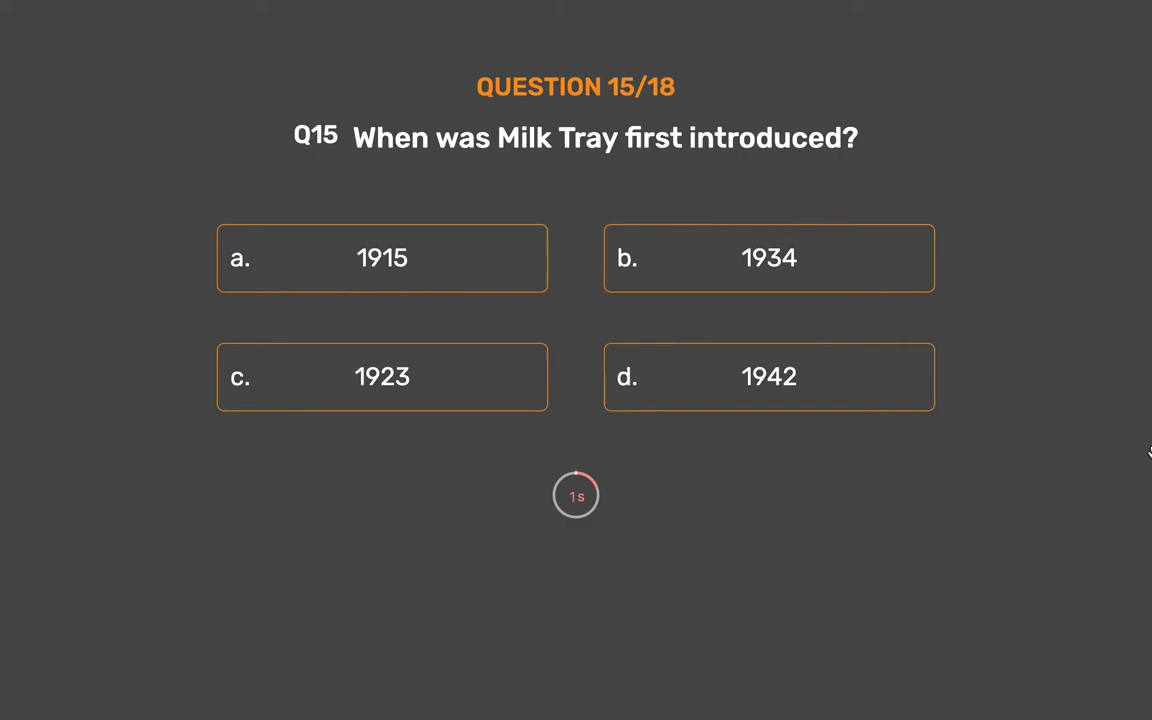 QUESTION 15/18
Q15 When was Milk Tray first introduced?
a. 1915
b. 1934
c. 1923
d. 1942
1s